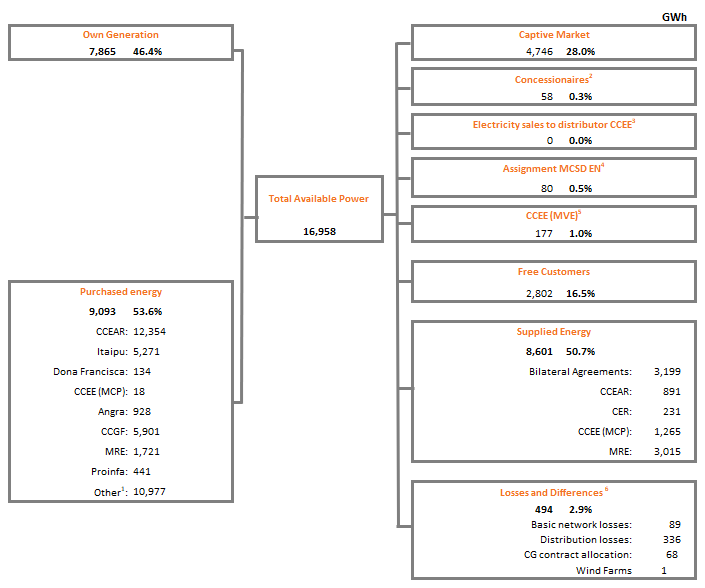 GWh
Own Generation
7,865 46.4%
Purchased energy
9,093 53.6%
CCEAR: 12,354
Itaipu: 5,271
Dona Francisca: 134
CCEE (MCP): 18
Angra: 928
CCGF: 5,901
MRE: 1,721
Proinfa: 441
Other¹: 10,977
Total Available Power
16,958
Captive Market
4,746 28.0%
Concessionaires²
58 0.3%
Electricity sales to distributor CCEE³
0 0.0%
Assignment MCSD EN⁴
80 0.5%
CCEE (MVE)⁵
177 1.0%
Free Customers
2,802 16.5%
Supplied Energy
8,601 50.7%
Bilateral Agreements: 3,199
CCEAR: 891
CER: 231
CCEE (MCP): 1,265
MRE: 3,015
Losses and Differences ⁶
494 2.9%
Basic network losses: 89
Distribution losses: 336
CG contract allocation: 68
Wind Farms 1